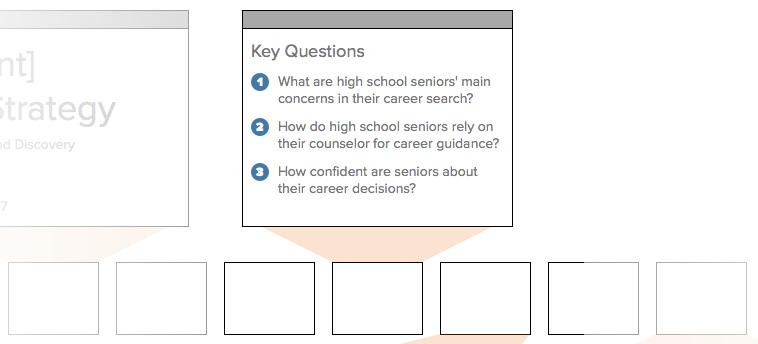 nt]
Strategy
nd Discovery
7
Key Questions
1 What are high school seniors' main
concerns in their career search?
2 How do high school seniors rely on
their counselor for career guidance?
3 How confident are seniors about
their career decisions?